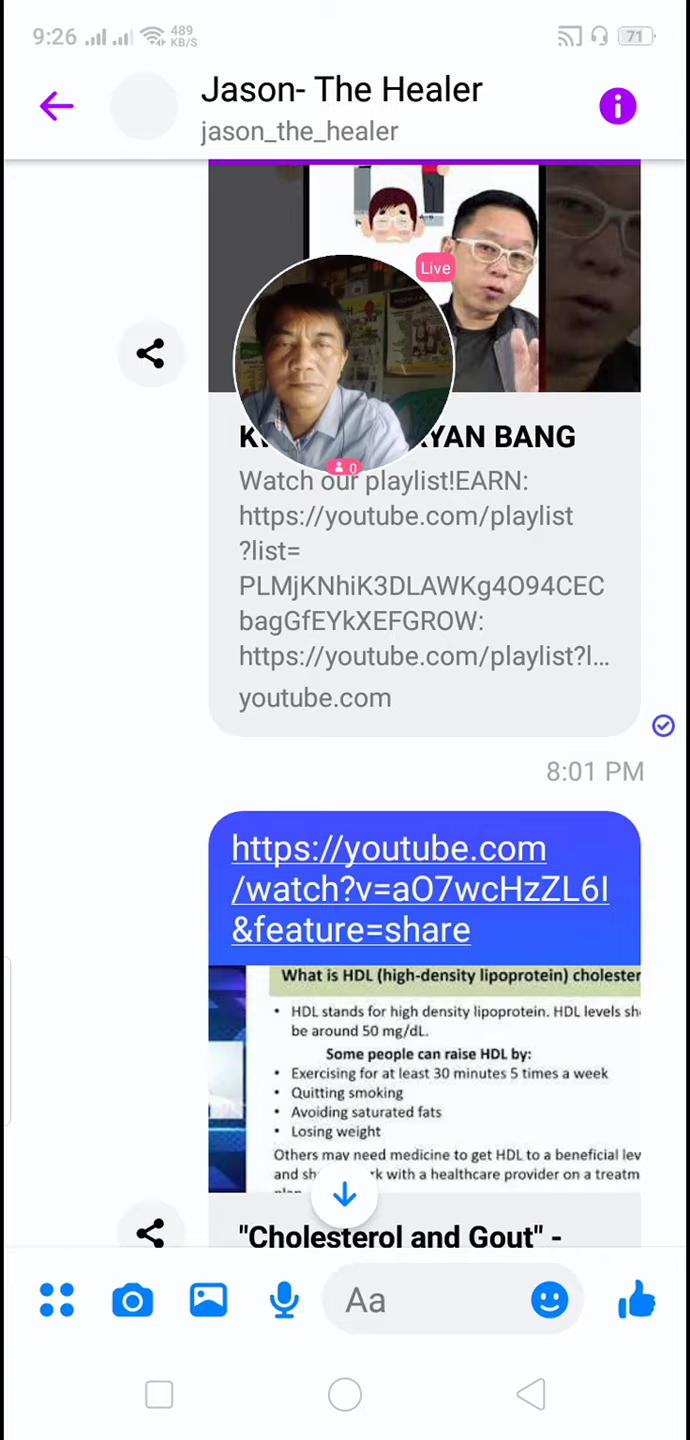 9:26
489
KB/S
71
Jason- The Healer
jason_the_healer
Live
YAN BANG
0
Watch our playlist!EARN:
https://youtube.com/playlist
?list=
PLMjKNhiK3DLAWKg4O94CEC
bagGfEYkXEFGROW:
https://youtube.com/playlist?l...
youtube.com
8:01 PM
https://youtube.com
/watch?v=aO7wcHzZL6I
&feature=share
What is HDL (high-density lipoprotein) cholester
• HDL stands for high density lipoprotein. HDL levels sh
be around 50 mg/dL.
Some people can raise HDL by:
• Exercising for at least 30 minutes 5 times a week
• Quitting smoking
• Avoiding saturated fats
• Losing weight
Others may need medicine to get HDL to a beneficial lev
and sh k with a healthcare provider on a treatm
"Cholesterol and Gout" -
Aa